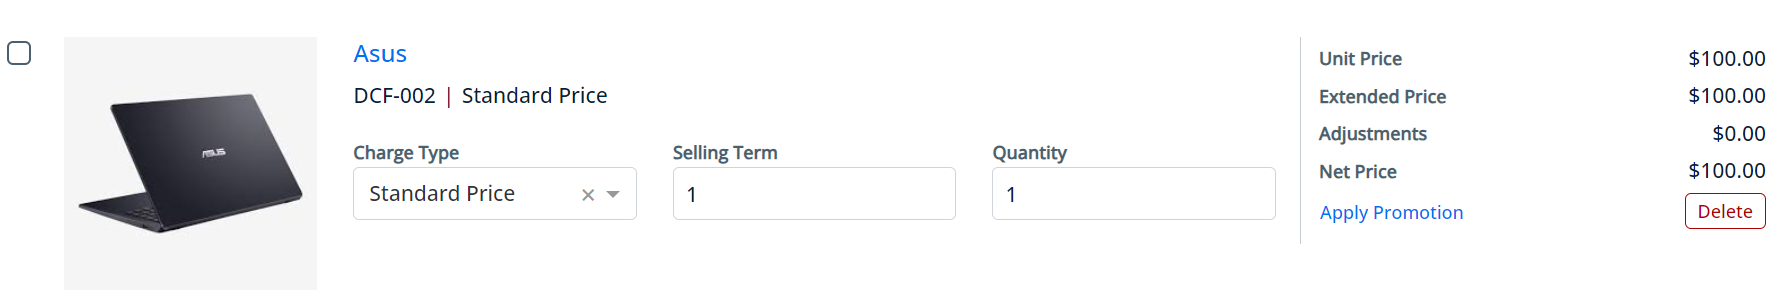 Asus
DCF-002 | Standard Price
Charge Type
Standard Price
Selling Term
1
Quantity
1
ASUS
Unit Price $100.00
Extended Price $100.00
Adjustments $0.00
Net Price $100.00
Apply Promotion
Delete